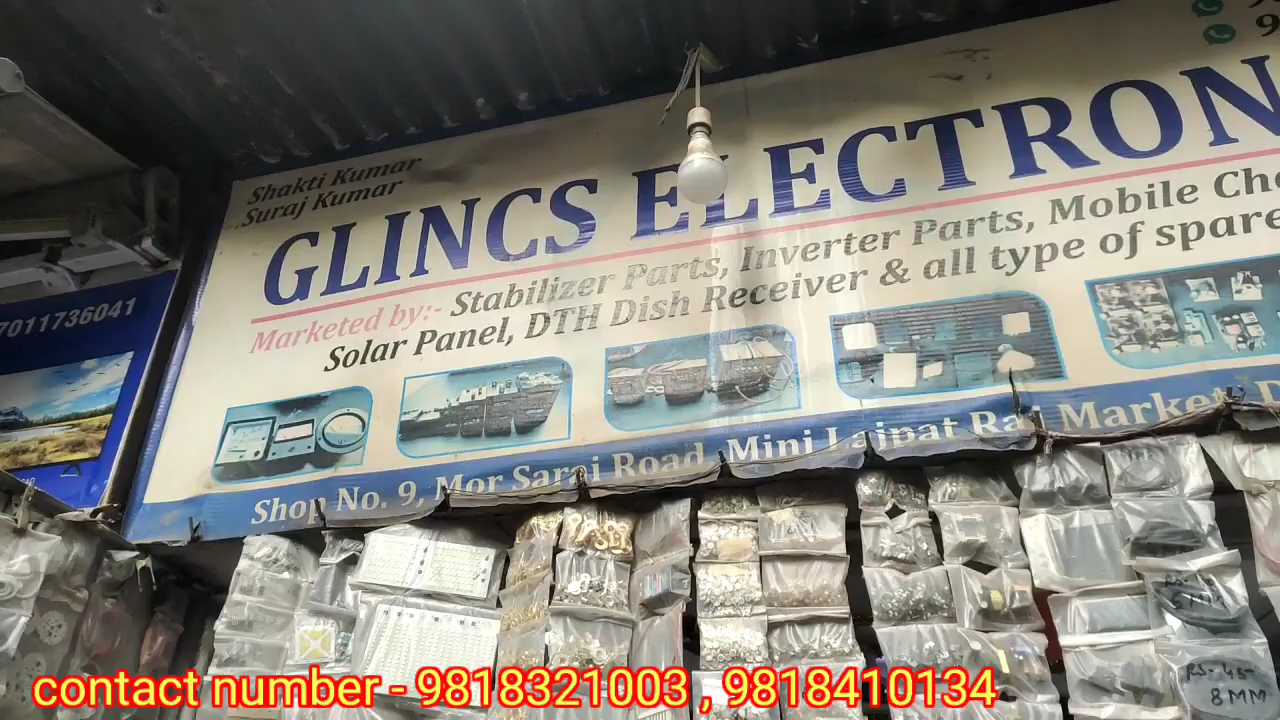 9
Shakti Kumar
Suraj Kumar
GLINCS ELECTRON
Marketed by:- Stabilizer Parts, Inverter Parts, Mobile Cha
Solar Panel, DTH Dish Receiver & all type of spare
7011736041
Shop No. 9, Mor Sarai Road, Mini Lajpat Rai Market, D
RS-45-
8MM
contact number - 9818321003 , 9818410134